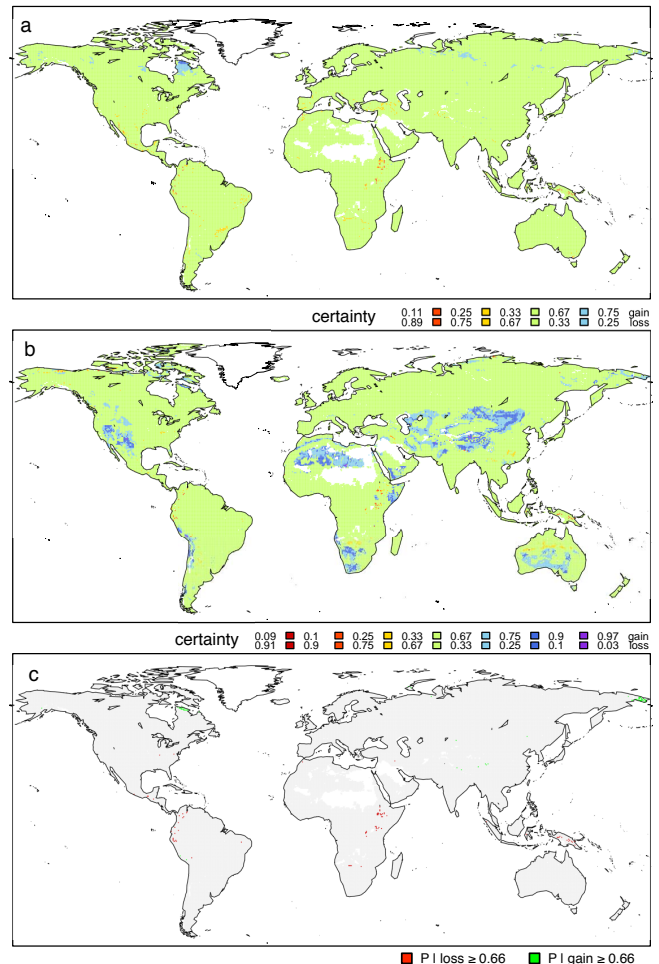 a
certainty 0.11 0.25 0.33 0.67 0.75 gain
0.89 0.75 0.67 0.33 0.25 loss
b
certainty 0.09 0.1 0.25 0.33 0.67 0.75 0.9 0.97 gain
0.91 0.9 0.75 0.67 0.33 0.25 0.1 0.03 loss
c
P | loss ≥ 0.66 P | gain ≥ 0.66